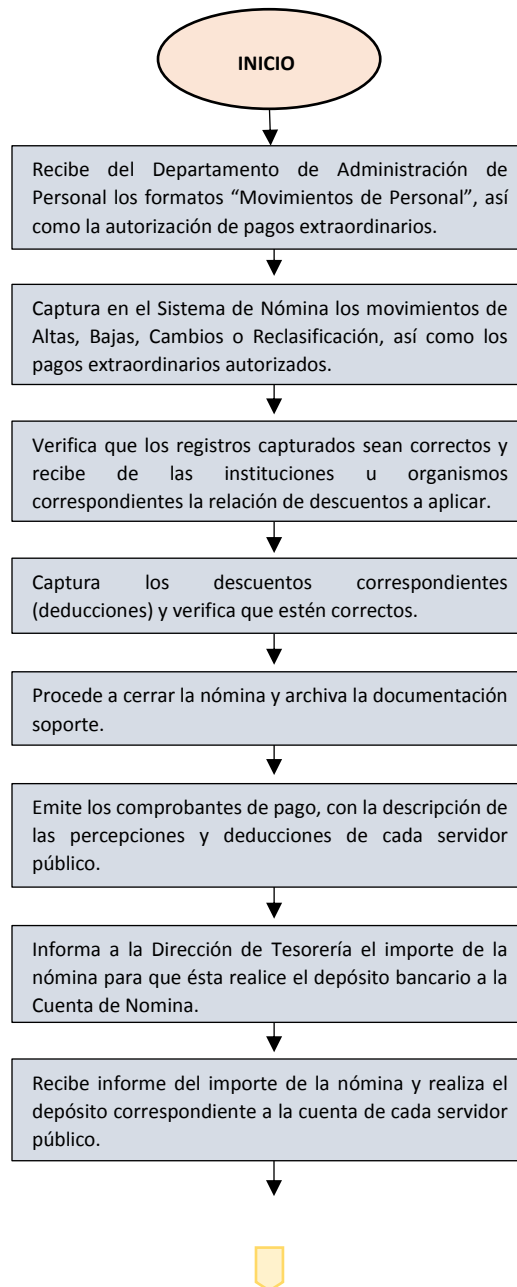 INICIO
Recibe del Departamento de Administración de
Personal los formatos “Movimientos de Personal”, así
como la autorización de pagos extraordinarios.
Captura en el Sistema de Nómina los movimientos de
Altas, Bajas, Cambios o Reclasificación, así como los
pagos extraordinarios autorizados.
Verifica que los registros capturados sean correctos y
recibe de las instituciones u organismos
correspondientes la relación de descuentos a aplicar.
Captura los descuentos correspondientes
(deducciones) y verifica que estén correctos.
Procede a cerrar la nómina y archiva la documentación
soporte.
Emite los comprobantes de pago, con la descripción de
las percepciones y deducciones de cada servidor
público.
Informa a la Dirección de Tesorería el importe de la
nómina para que ésta realice el depósito bancario a la
Cuenta de Nomina.
Recibe informe del importe de la nómina y realiza el
depósito correspondiente a la cuenta de cada servidor
público.